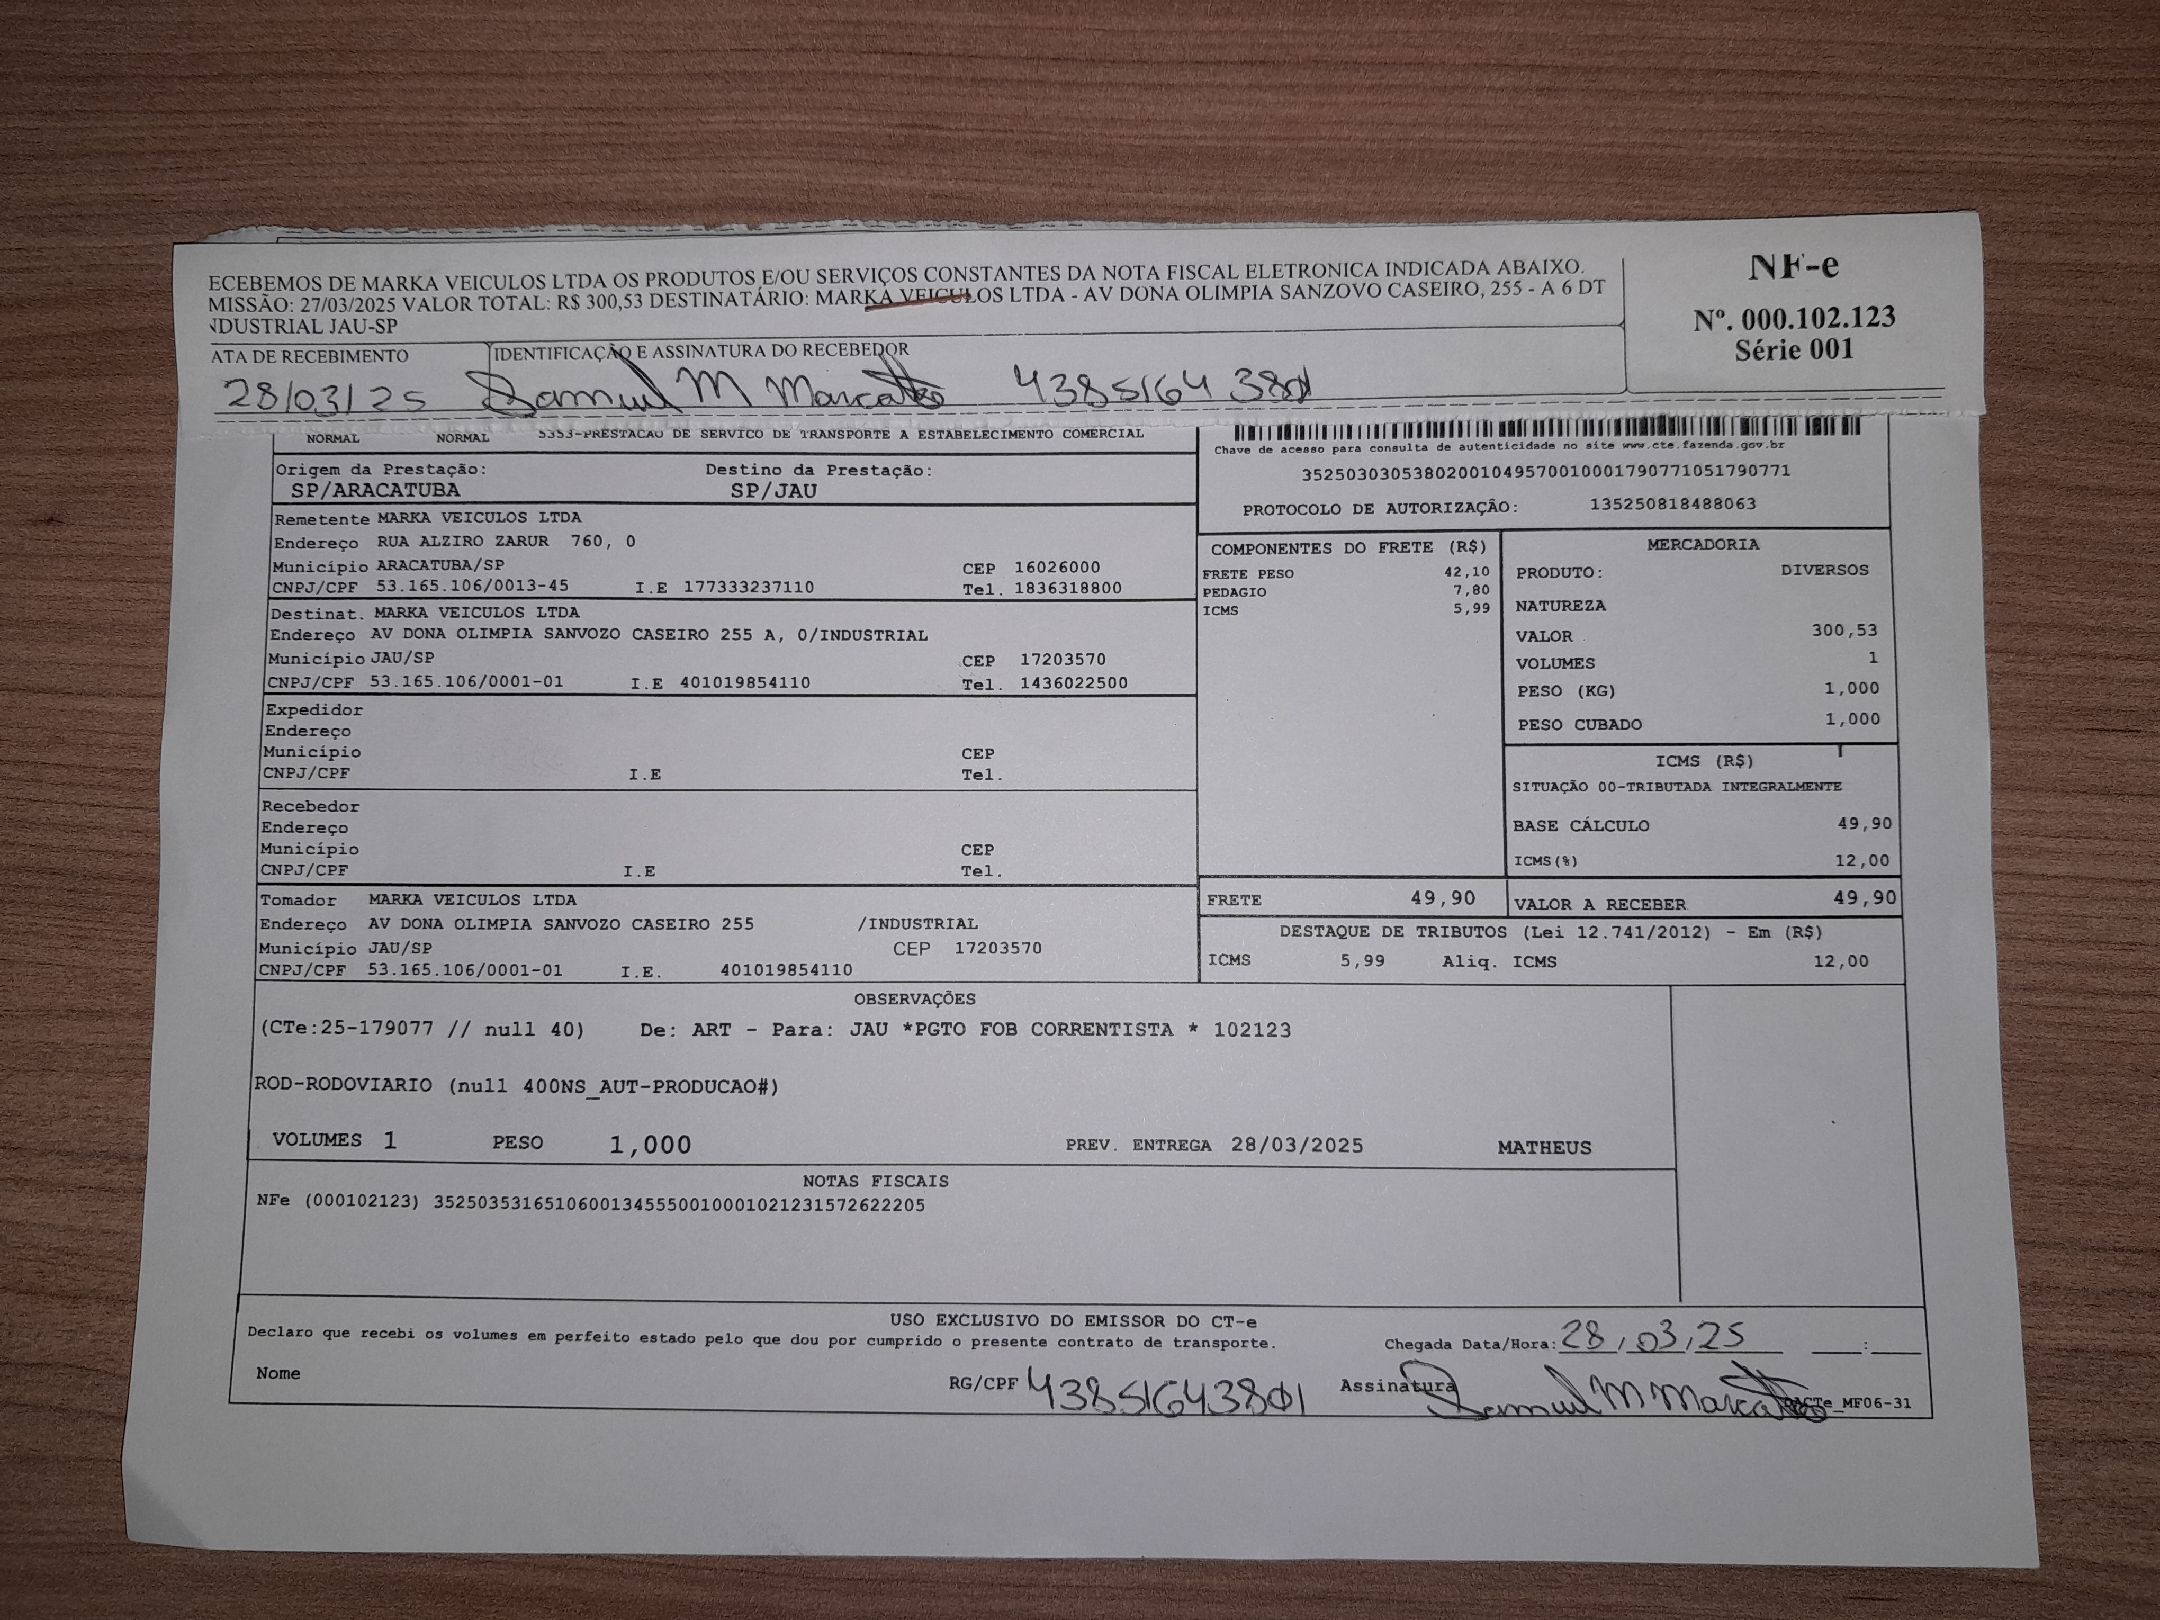 ECEBEMOS DE MARKA VEICULOS LTDA OS PRODUTOS E/OU SERVIÇOS CONSTANTES DA NOTA FISCAL ELETRONICA INDICADA ABAIXO.
MISSÃO: 27/03/2025 VALOR TOTAL: R$ 300,53 DESTINATÁRIO: MARKA VEICULOS LTDA - AV DONA OLIMPIA SANZOVO CASEIRO, 255 - A 6 DT
NDUSTRIAL JAU-SP
NF-e
Nº. 000.102.123
Série 001
ATA DE RECEBIMENTO IDENTIFICAÇÃO E ASSINATURA DO RECEBEDOR
28/03/25 Samuel M Marcatto 43851643801
NORMAL NORMAL 5353-PRESTACAO DE SERVICO DE TRANSPORTE A ESTABELECIMENTO COMERCIAL
Chave de acesso para consulta de autenticidade no site www.cte.fazenda.gov.br
35250303053802001049570010001790771051790771
PROTOCOLO DE AUTORIZAÇÃO: 135250818488063
Origem da Prestação: Destino da Prestação:
SP/ARACATUBA SP/JAU
Remetente MARKA VEICULOS LTDA
Endereço RUA ALZIRO ZARUR 760, 0
Município ARACATUBA/SP CEP 16026000
CNPJ/CPF 53.165.106/0013-45 I.E 177333237110 Tel. 1836318800
Destinat. MARKA VEICULOS LTDA
Endereço AV DONA OLIMPIA SANVOZO CASEIRO 255 A, 0/INDUSTRIAL
Município JAU/SP CEP 17203570
CNPJ/CPF 53.165.106/0001-01 I.E 401019854110 Tel. 1436022500
Expedidor
Endereço
Município CEP
CNPJ/CPF I.E Tel.
Recebedor
Endereço
Município CEP
CNPJ/CPF I.E Tel.
Tomador MARKA VEICULOS LTDA
Endereço AV DONA OLIMPIA SANVOZO CASEIRO 255 /INDUSTRIAL
Município JAU/SP CEP 17203570
CNPJ/CPF 53.165.106/0001-01 I.E. 401019854110
COMPONENTES DO FRETE (R$)
FRETE PESO 42,10
PEDAGIO 7,80
ICMS 5,99
MERCADORIA
PRODUTO: DIVERSOS
NATUREZA
VALOR 300,53
VOLUMES 1
PESO (KG) 1,000
PESO CUBADO 1,000
ICMS (R$)
SITUAÇÃO 00-TRIBUTADA INTEGRALMENTE
BASE CÁLCULO 49,90
ICMS(%) 12,00
FRETE 49,90 VALOR A RECEBER 49,90
DESTAQUE DE TRIBUTOS (Lei 12.741/2012) - Em (R$)
ICMS 5,99 Aliq. ICMS 12,00
OBSERVAÇÕES
(CTe:25-179077 // null 40) De: ART - Para: JAU *PGTO FOB CORRENTISTA * 102123
ROD-RODOVIARIO (null 400NS_AUT-PRODUCAO#)
VOLUMES 1 PESO 1,000 PREV. ENTREGA 28/03/2025 MATHEUS
NOTAS FISCAIS
NFe (000102123) 35250353165106001345550010001021231572622205
USO EXCLUSIVO DO EMISSOR DO CT-e
Declaro que recebi os volumes em perfeito estado pelo que dou por cumprido o presente contrato de transporte. Chegada Data/Hora: 28/03/25 :
Nome RG/CPF 43851643801 Assinatura Samuel M Marcatto DACTe_MF06-31